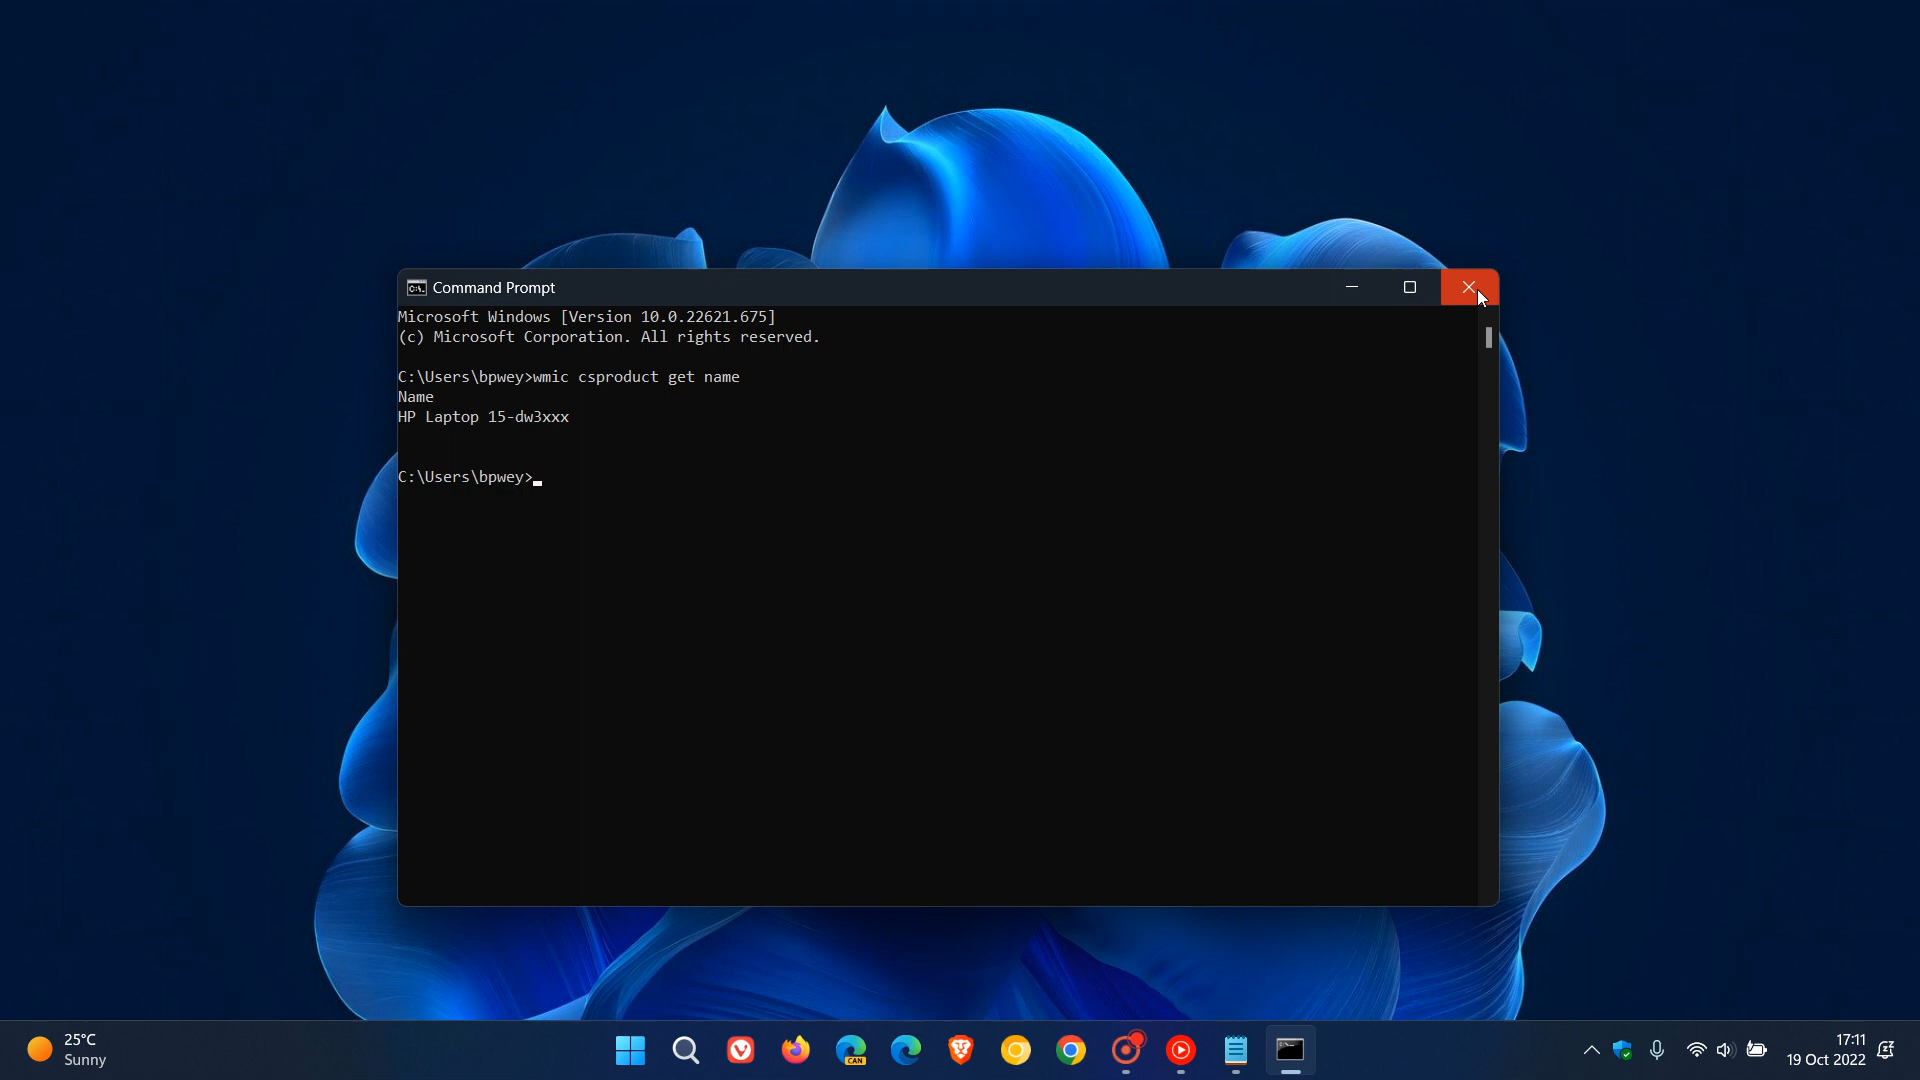 Command Prompt
Microsoft Windows [Version 10.0.22621.675]
(c) Microsoft Corporation. All rights reserved.
C:\Users\bpwey>wmic csproduct get name
Name
HP Laptop 15-dw3xxx
C:\Users\bpwey>
25°C
Sunny
CAN
17:11
19 Oct 2022